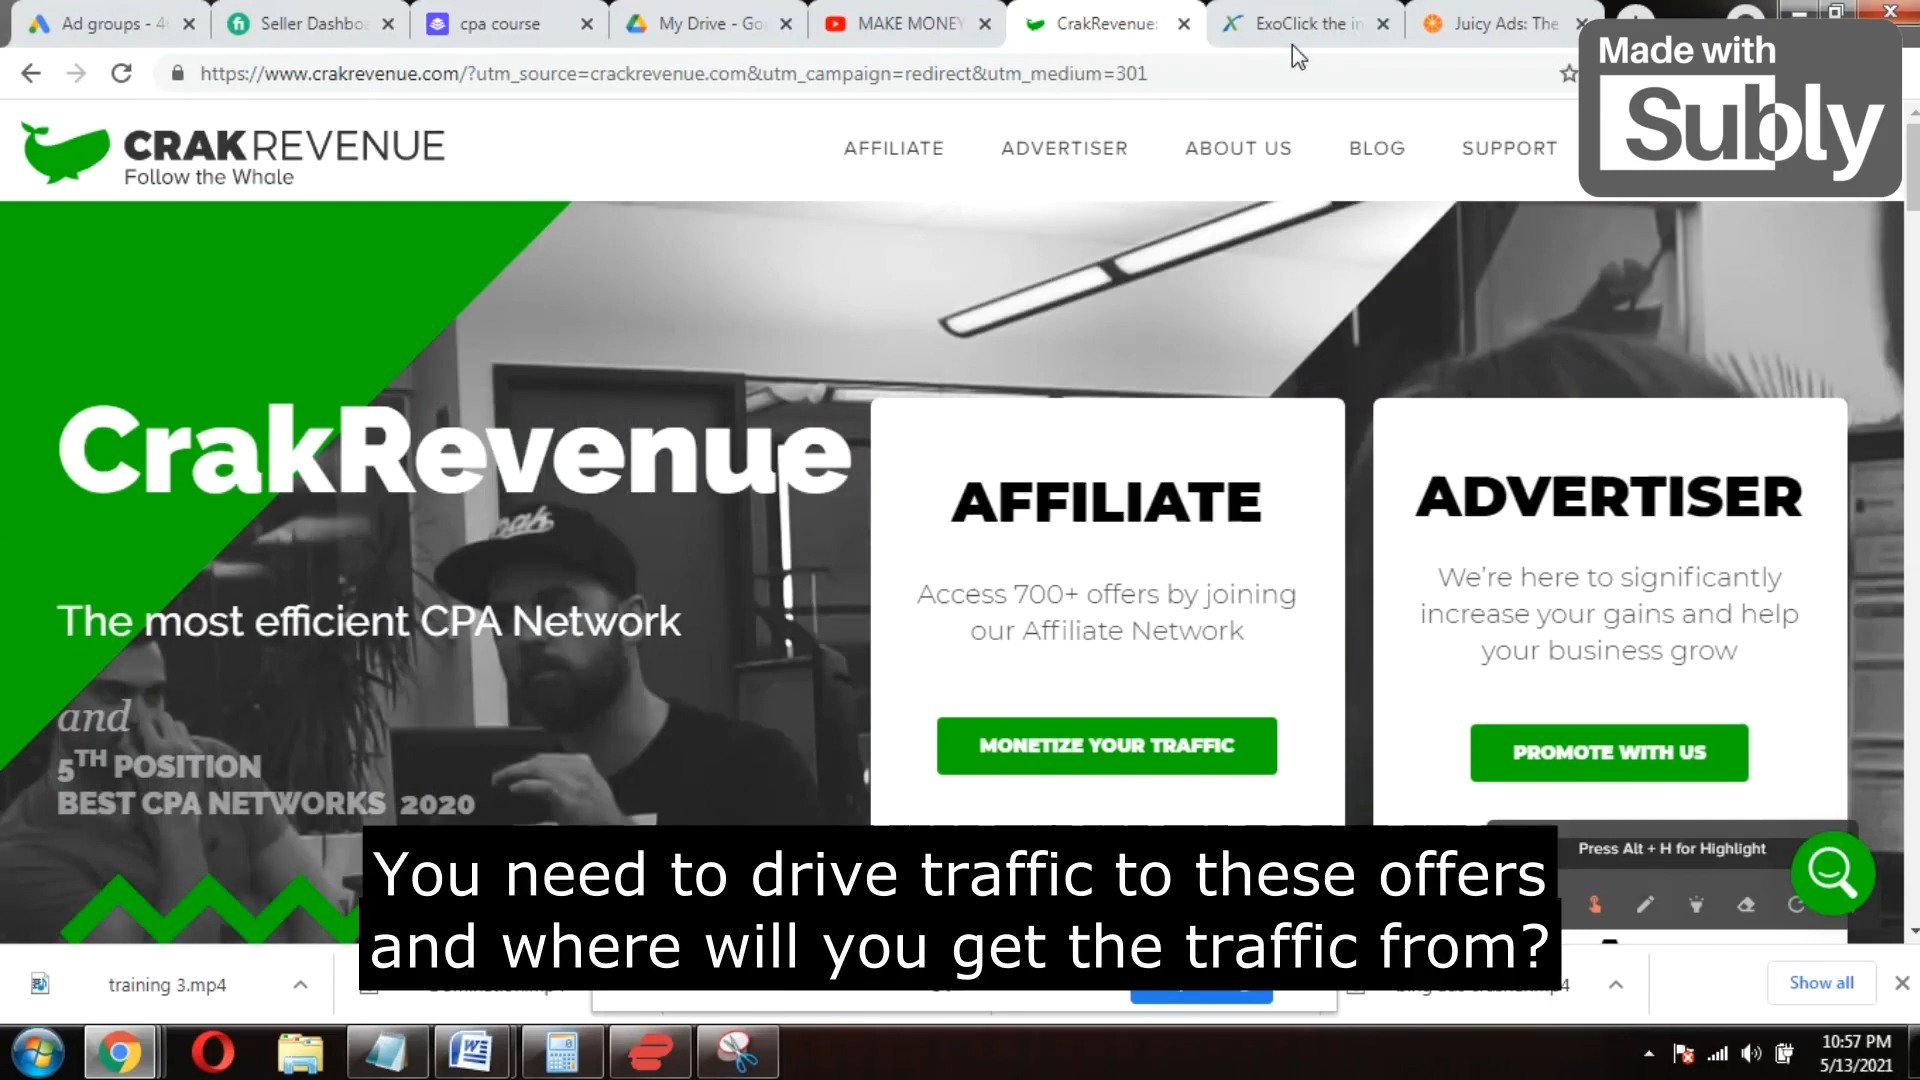 Ad groups - 4
Seller Dashbo
cpa course
My Drive - Go
MAKE MONEY
CrakRevenue:
ExoClick the in
Juicy Ads: The
https://www.crakrevenue.com/?utm_source=crackrevenue.com&utm_campaign=redirect&utm_medium=301
Made with
Subly
CRAKREVENUE
Follow the Whale
AFFILIATE
ADVERTISER
ABOUT US
BLOG
SUPPORT
CrakRevenue
The most efficient CPA Network
and
5TH POSITION
BEST CPA NETWORKS 2020
AFFILIATE
Access 700+ offers by joining
our Affiliate Network
MONETIZE YOUR TRAFFIC
ADVERTISER
We're here to significantly
increase your gains and help
your business grow
PROMOTE WITH US
Press Alt + H for Highlight
You need to drive traffic to these offers
and where will you get the traffic from?
training 3.mp4
Show all
10:57 PM
5/13/2021